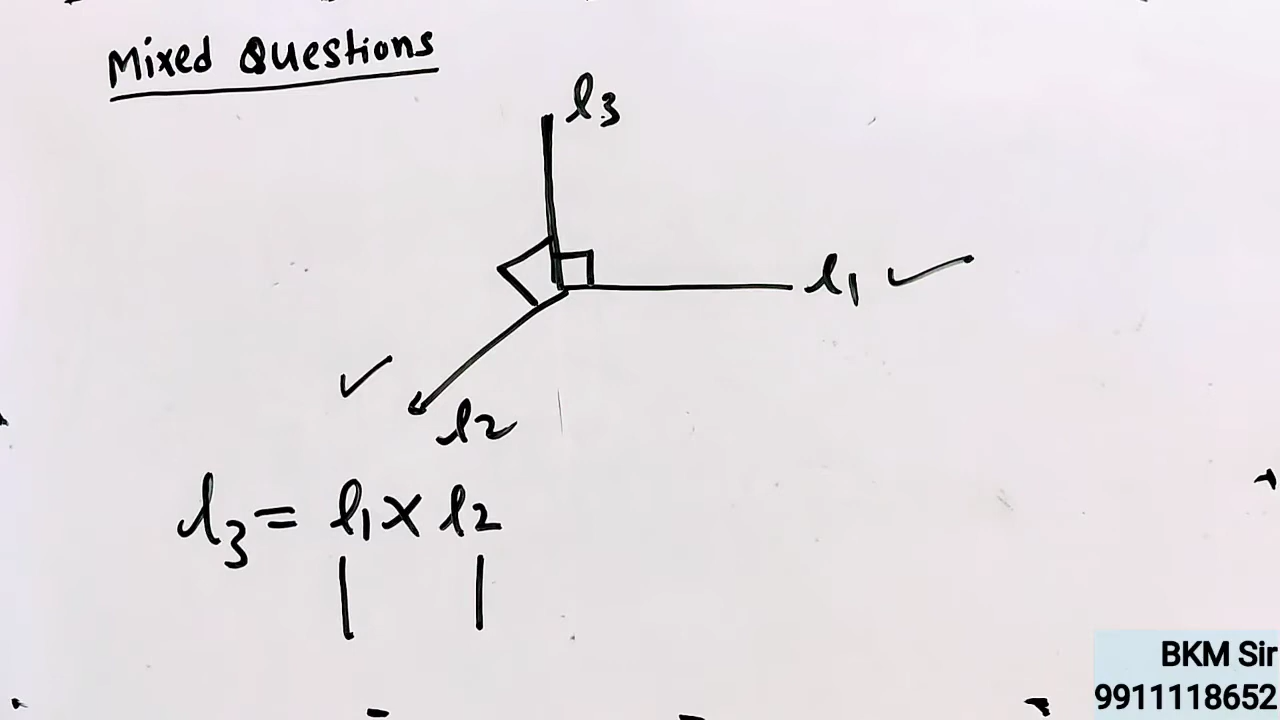 Mixed Questions
l3
l1
l2
l3 = l1 × l2
BKM Sir
9911118652